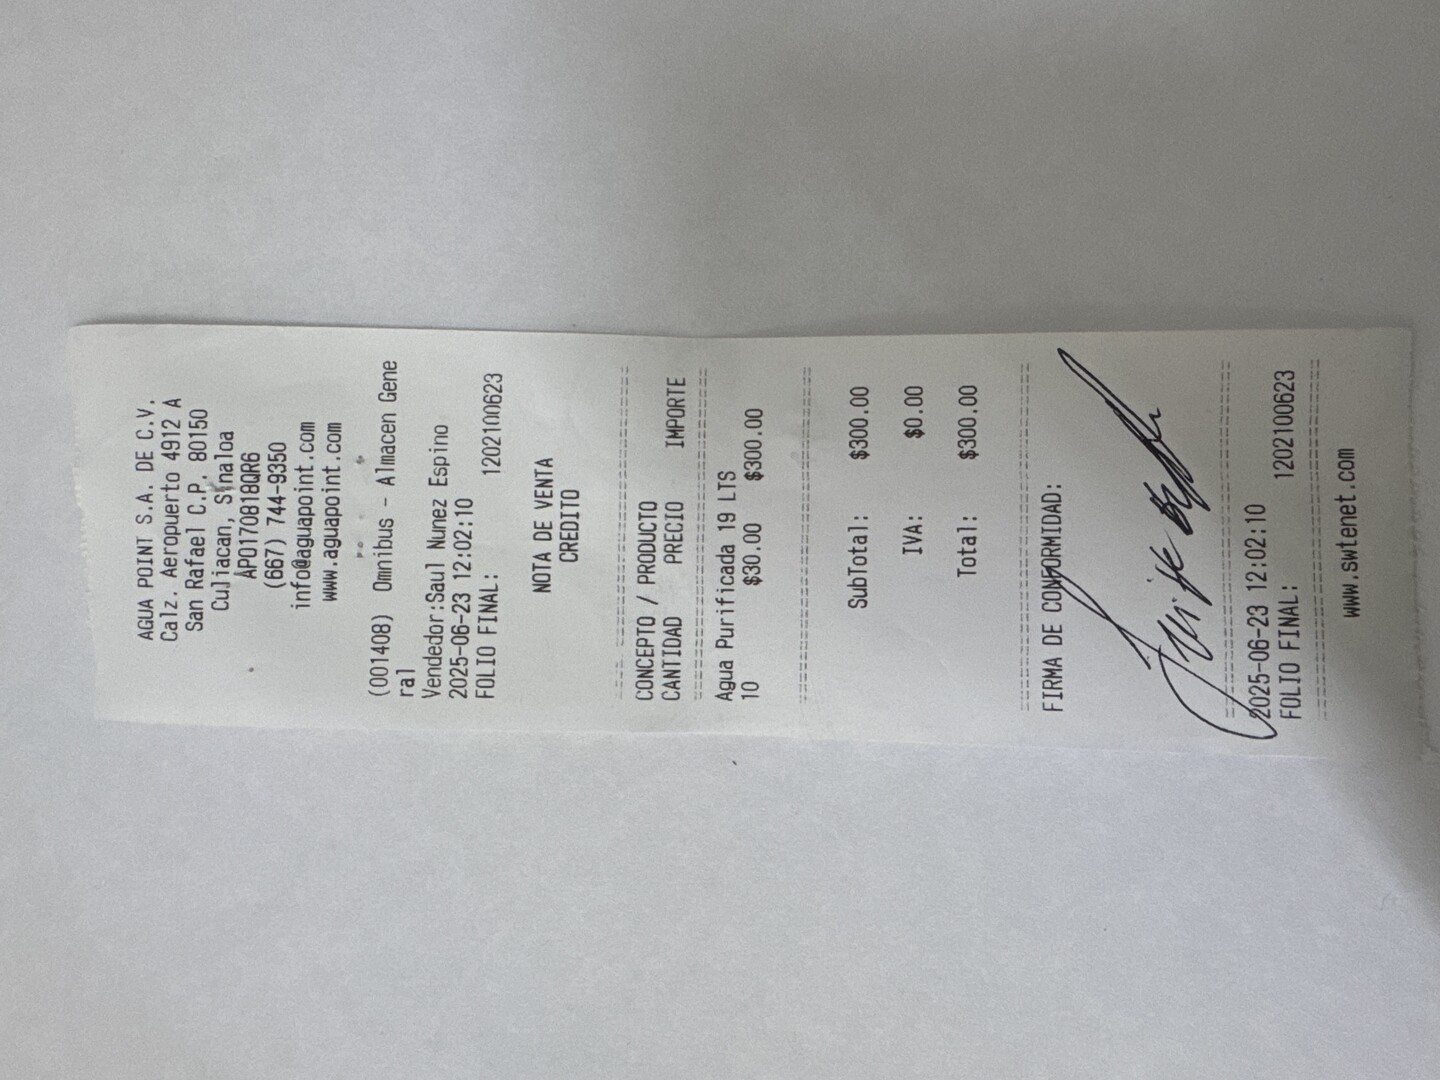 AGUA POINT S.A. DE C.V.
Calz. Aeropuerto 4912 A
San Rafael C.P. 80150
Culiacan, Sinaloa
APO170818QR6
(667) 744-9350
info@aguapoint.com
www.aguapoint.com
(001408) Omnibus - Almacen Gene
ral
Vendedor:Saul Nunez Espino
2025-06-23 12:02:10
FOLIO FINAL: 1202100623
NOTA DE VENTA
CREDITO
CONCEPTO / PRODUCTO
CANTIDAD PRECIO IMPORTE
Agua Purificada 19 LTS
10 $30.00 $300.00
SubTotal: $300.00
IVA: $0.00
Total: $300.00
FIRMA DE CONFORMIDAD:
2025-06-23 12:02:10
FOLIO FINAL: 1202100623
www.swtenet.com